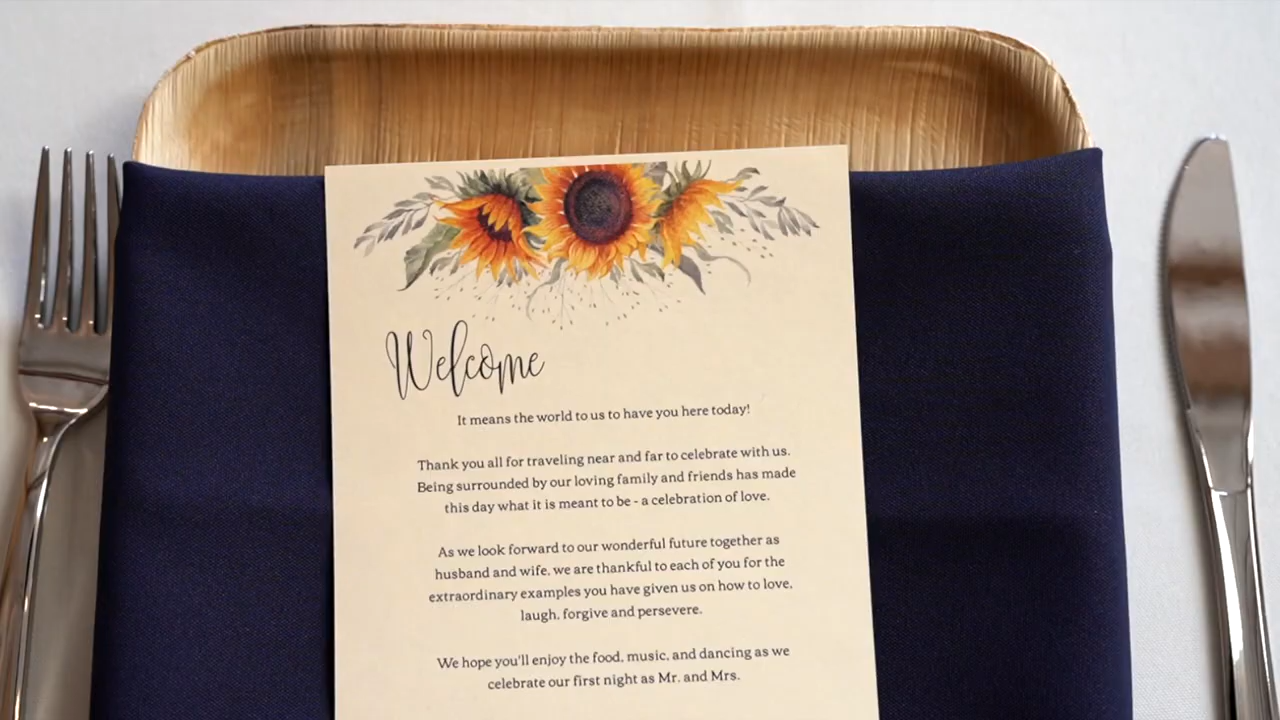 Welcome
It means the world to us to have you here today!
Thank you all for traveling near and far to celebrate with us.
Being surrounded by our loving family and friends has made
this day what it is meant to be - a celebration of love.
As we look forward to our wonderful future together as
husband and wife, we are thankful to each of you for the
extraordinary examples you have given us on how to love,
laugh, forgive and persevere.
We hope you'll enjoy the food, music, and dancing as we
celebrate our first night as Mr. and Mrs.